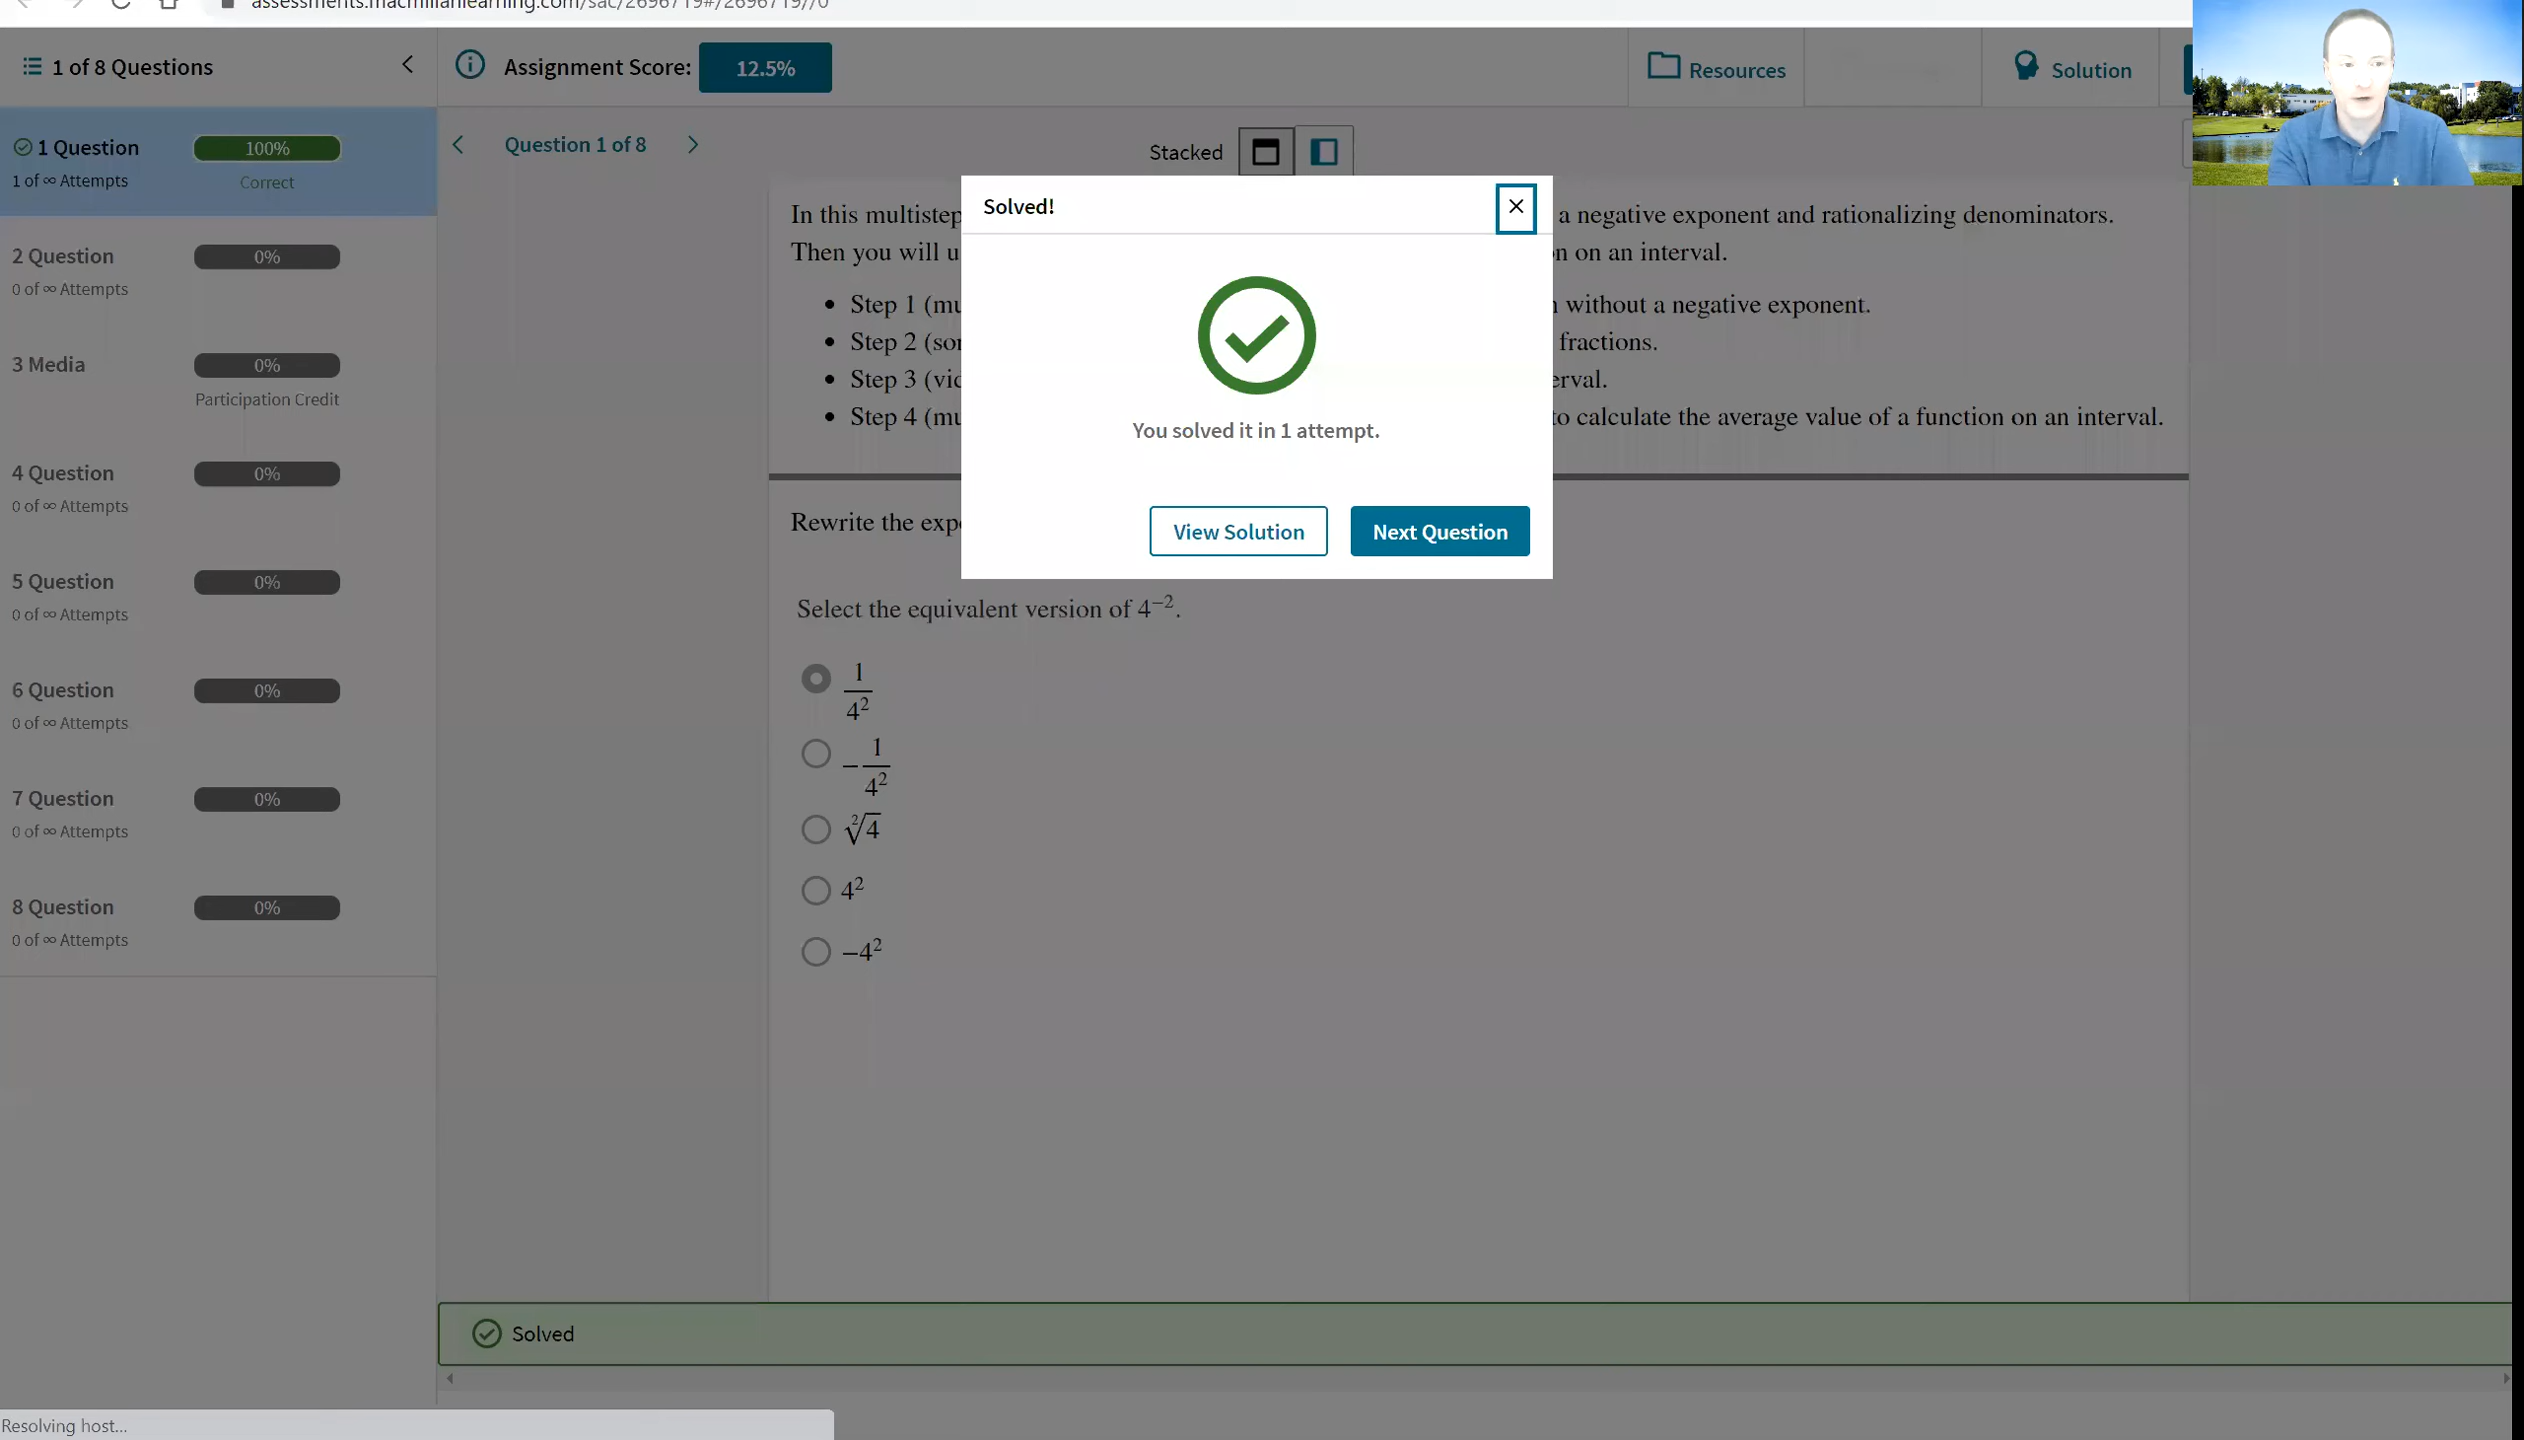 assessments.macmillanlearning.com/sac/2696719#/2696719//0
1 of 8 Questions
Assignment Score: 12.5%
Resources
Solution
1 Question 100%
1 of ∞ Attempts Correct
2 Question 0%
0 of ∞ Attempts
3 Media 0%
Participation Credit
4 Question 0%
0 of ∞ Attempts
5 Question 0%
0 of ∞ Attempts
6 Question 0%
0 of ∞ Attempts
7 Question 0%
0 of ∞ Attempts
8 Question 0%
0 of ∞ Attempts
Question 1 of 8
Stacked
In this multistep a negative exponent and rationalizing denominators.
Then you will on an interval.
• Step 1 without a negative exponent.
• Step 2 fractions.
• Step 3
• Step 4 to calculate the average value of a function on an interval.
Solved!
You solved it in 1 attempt.
View Solution
Next Question
Rewrite the
Select the equivalent version of 4⁻².
1/4²
−1/4²
²√4
4²
−4²
Solved
Resolving host...